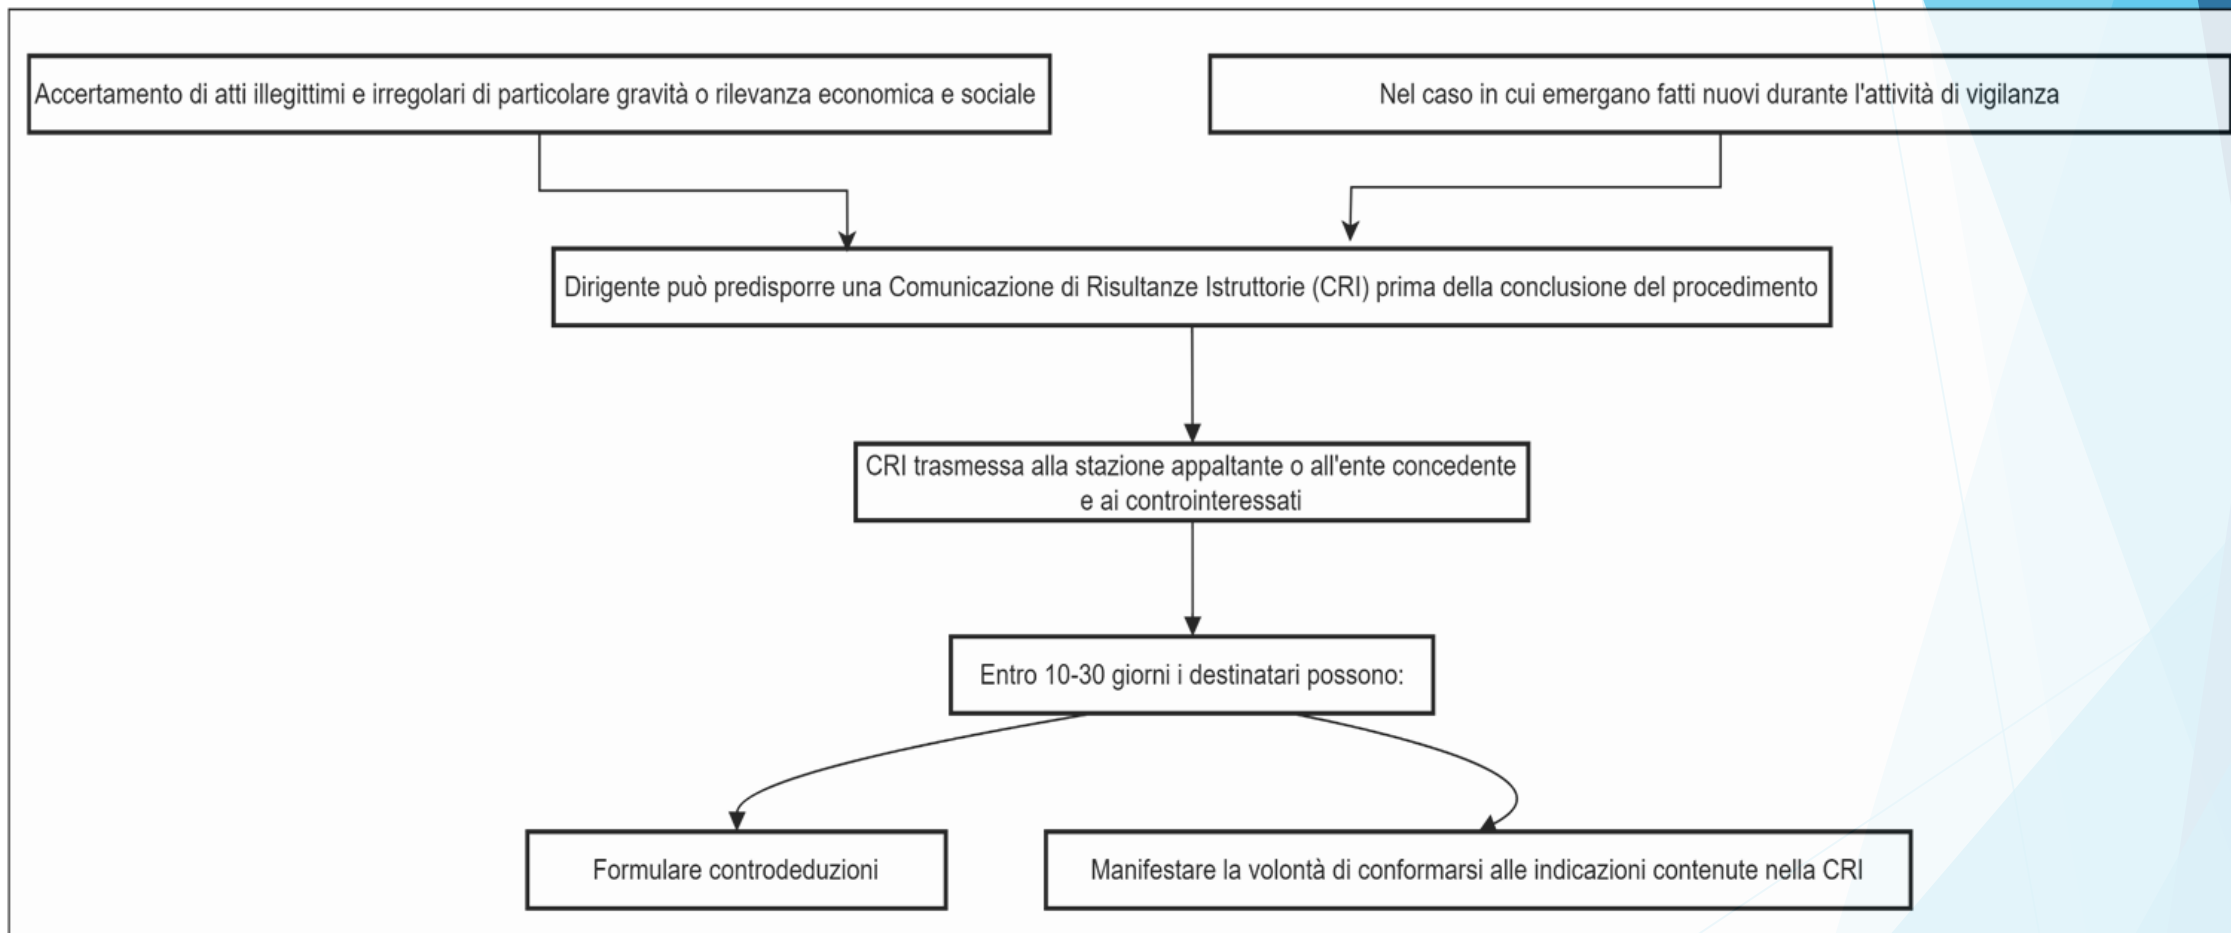 Accertamento di atti illegittimi e irregolari di particolare gravità o rilevanza economica e sociale
Nel caso in cui emergano fatti nuovi durante l'attività di vigilanza
Dirigente può predisporre una Comunicazione di Risultanze Istruttorie (CRI) prima della conclusione del procedimento
CRI trasmessa alla stazione appaltante o all'ente concedente
e ai controinteressati
Entro 10-30 giorni i destinatari possono:
Formulare controdeduzioni
Manifestare la volontà di conformarsi alle indicazioni contenute nella CRI